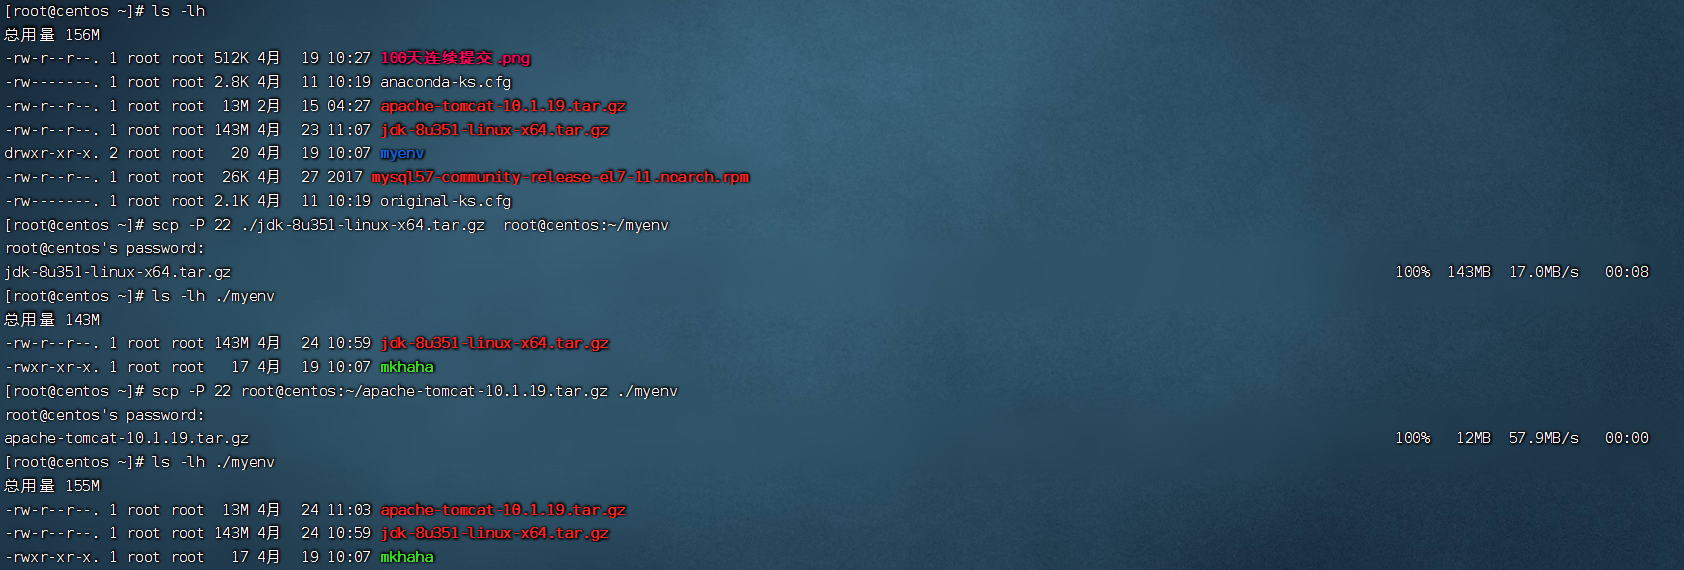 [root@centos ~]# ls -lh
总用量 156M
-rw-r--r--. 1 root root 512K 4月  19 10:27 100天连续提交.png
-rw-------. 1 root root 2.8K 4月  11 10:19 anaconda-ks.cfg
-rw-r--r--. 1 root root  13M 2月  15 04:27 apache-tomcat-10.1.19.tar.gz
-rw-r--r--. 1 root root 143M 4月  23 11:07 jdk-8u351-linux-x64.tar.gz
drwxr-xr-x. 2 root root   20 4月  19 10:07 myenv
-rw-r--r--. 1 root root  26K 4月  27 2017 mysql57-community-release-el7-11.noarch.rpm
-rw-------. 1 root root 2.1K 4月  11 10:19 original-ks.cfg
[root@centos ~]# scp -P 22 ./jdk-8u351-linux-x64.tar.gz  root@centos:~/myenv
root@centos's password:
jdk-8u351-linux-x64.tar.gz 100%  143MB  17.0MB/s   00:08
[root@centos ~]# ls -lh ./myenv
总用量 143M
-rw-r--r--. 1 root root 143M 4月  24 10:59 jdk-8u351-linux-x64.tar.gz
-rwxr-xr-x. 1 root root   17 4月  19 10:07 mkhaha
[root@centos ~]# scp -P 22 root@centos:~/apache-tomcat-10.1.19.tar.gz ./myenv
root@centos's password:
apache-tomcat-10.1.19.tar.gz 100%   12MB  57.9MB/s   00:00
[root@centos ~]# ls -lh ./myenv
总用量 155M
-rw-r--r--. 1 root root  13M 4月  24 11:03 apache-tomcat-10.1.19.tar.gz
-rw-r--r--. 1 root root 143M 4月  24 10:59 jdk-8u351-linux-x64.tar.gz
-rwxr-xr-x. 1 root root   17 4月  19 10:07 mkhaha